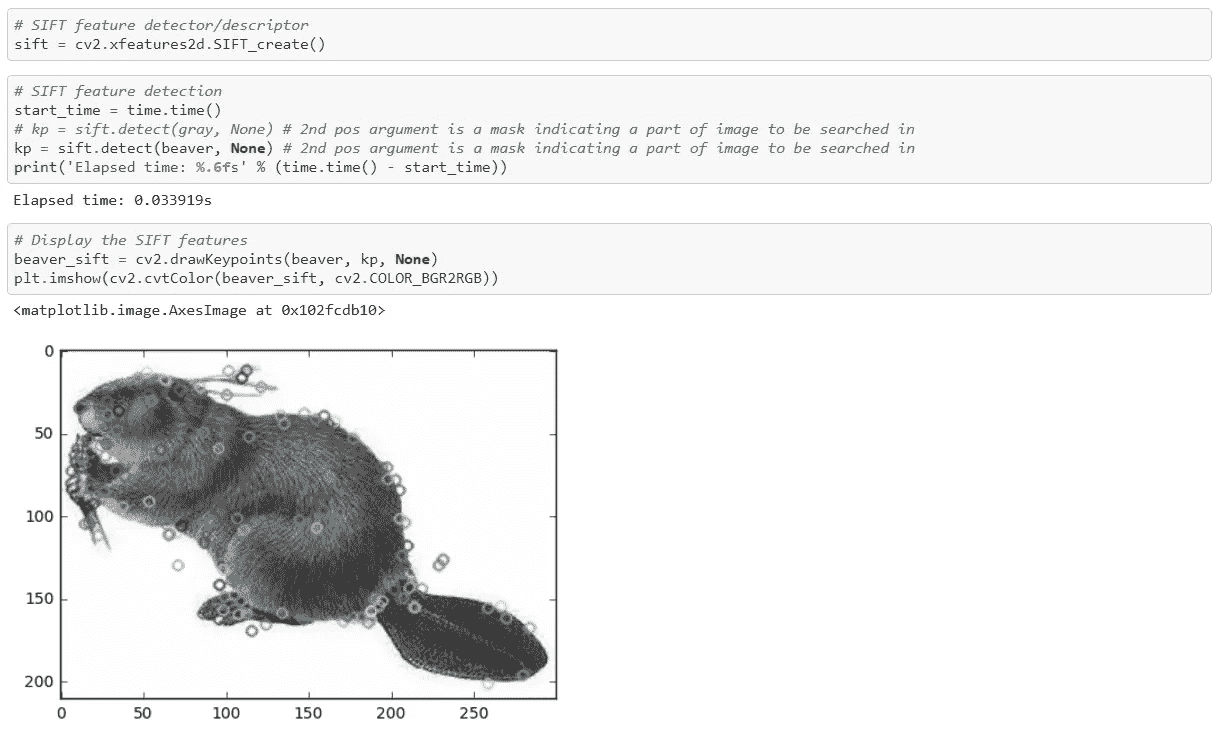 # SIFT feature detector/descriptor
sift = cv2.xfeatures2d.SIFT_create()
# SIFT feature detection
start_time = time.time()
# kp = sift.detect(gray, None) # 2nd pos argument is a mask indicating a part of image to be searched in
kp = sift.detect(beaver, None) # 2nd pos argument is a mask indicating a part of image to be searched in
print('Elapsed time: %.6fs' % (time.time() - start_time))
Elapsed time: 0.033919s
# Display the SIFT features
beaver_sift = cv2.drawKeypoints(beaver, kp, None)
plt.imshow(cv2.cvtColor(beaver_sift, cv2.COLOR_BGR2RGB))
<matplotlib.image.AxesImage at 0x102fcdb10>
0
50
100
150
200
0 50 100 150 200 250